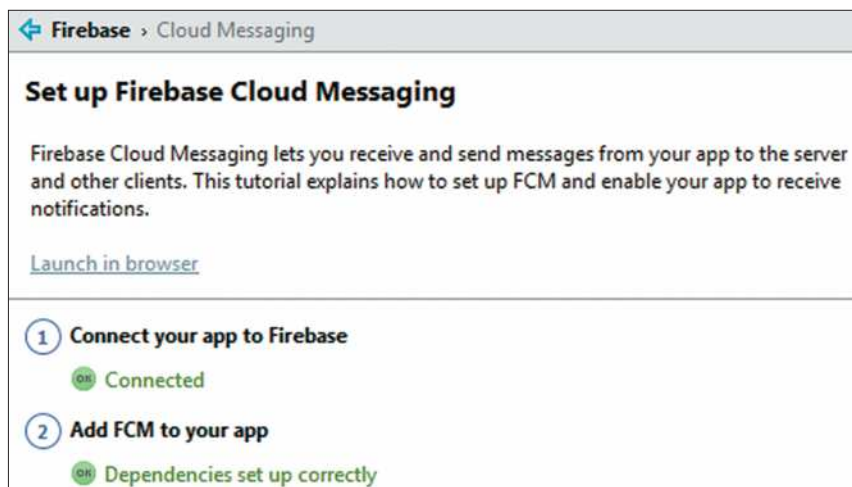 Firebase › Cloud Messaging
Set up Firebase Cloud Messaging
Firebase Cloud Messaging lets you receive and send messages from your app to the server
and other clients. This tutorial explains how to set up FCM and enable your app to receive
notifications.
Launch in browser
1 Connect your app to Firebase
OK Connected
2 Add FCM to your app
OK Dependencies set up correctly